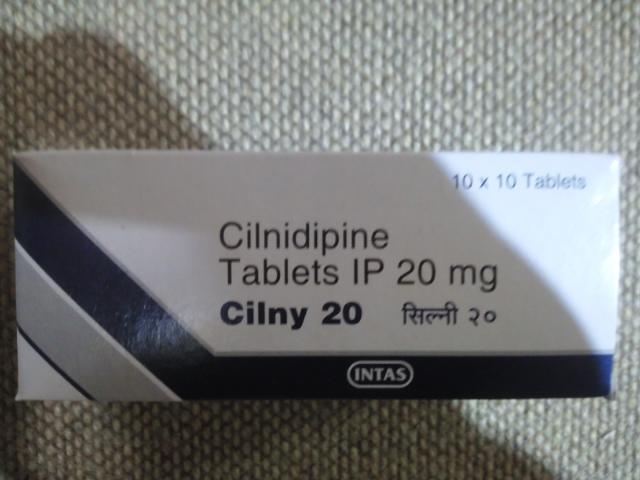 10 x 10 Tablets
Cilnidipine
Tablets IP 20 mg
Cilny 20 सिल्नी २०
INTAS